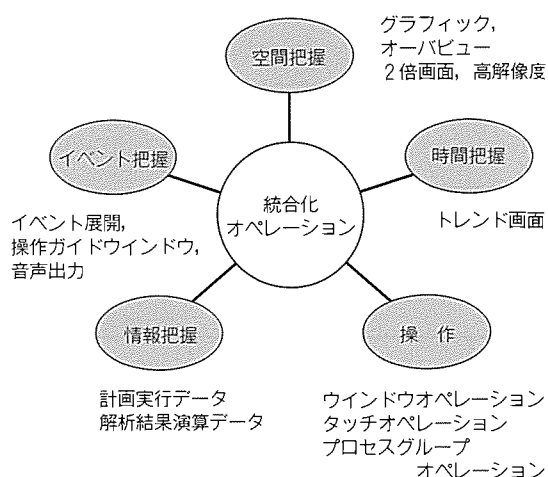 グラフィック,
オーバビュー
2倍画面, 高解像度
空間把握
イベント把握
時間把握
統合化
オペレーション
トレンド画面
イベント展開,
操作ガイドウインドウ,
音声出力
情報把握
操 作
計画実行データ
解析結果演算データ
ウインドウオペレーション
タッチオペレーション
プロセスグループ
オペレーション